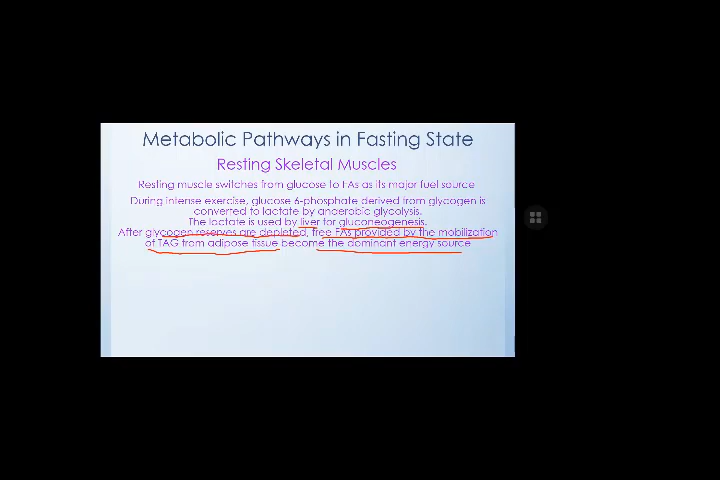 Metabolic Pathways in Fasting State
Resting Skeletal Muscles
Resting muscle switches from glucose to FAs as its major fuel source
During intense exercise, glucose 6-phosphate derived from glycogen is
converted to lactate by anaerobic glycolysis.
The lactate is used by liver for gluconeogenesis.
After glycogen reserves are depleted, free FAs provided by the mobilization
of TAG from adipose tissue become the dominant energy source